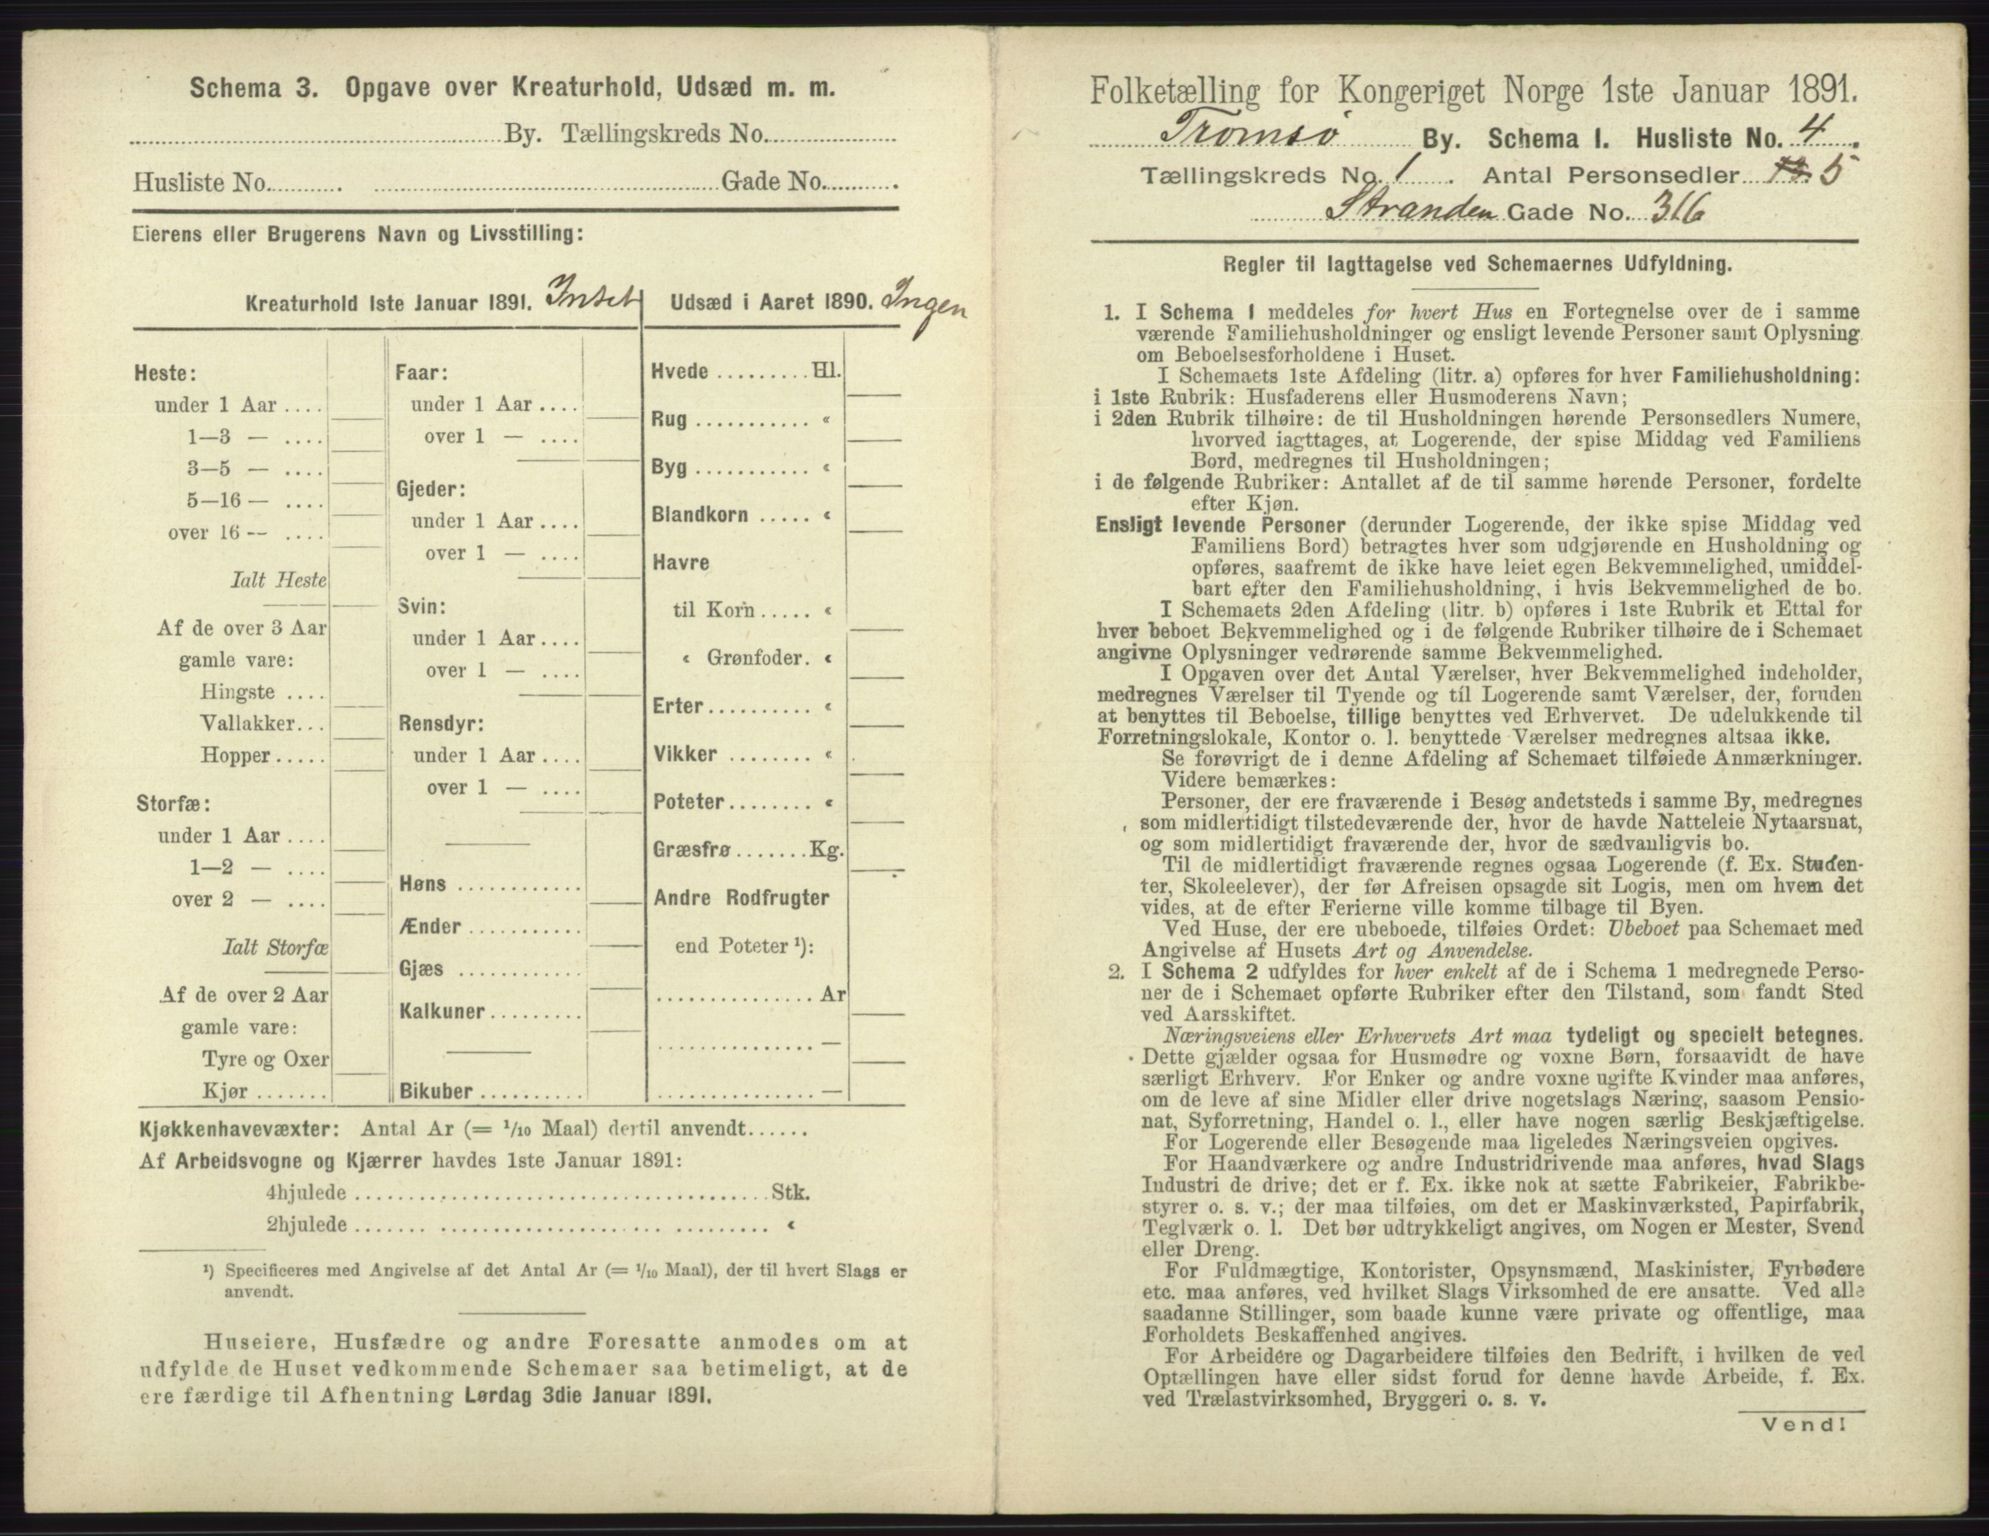 Schema 3. Opgave over Kreaturhold, Udsæd m. m.
By. Tællingskreds No.
Husliste No. Gade No.
Eierens eller Brugerens Navn og Livsstilling:
Kreaturhold 1ste Januar 1891. Intet
Heste:
under 1 Aar
1—3 —
3—5 —
5—16 —
over 16 —
Ialt Heste
Af de over 3 Aar
gamle vare:
Hingste
Vallakker
Hopper
Storfæ:
under 1 Aar
1—2 —
over 2 —
Ialt Storfæ
Af de over 2 Aar
gamle vare:
Tyre og Oxer
Kjør
Faar:
under 1 Aar
over 1 —
Gjeder:
under 1 Aar
over 1 —
Svin:
under 1 Aar
over 1 —
Rensdyr:
under 1 Aar
over 1 —
Høns
Ænder
Gjæs
Kalkuner
Bikuber
Udsæd i Aaret 1890. Ingen
Hvede Hl.
Rug «
Byg «
Blandkorn «
Havre
til Korn «
« Grønfoder. «
Erter «
Vikker «
Poteter «
Græsfrø Kg.
Andre Rodfrugter
end Poteter ¹):
Ar
—
—
Kjøkkenhavevæxter: Antal Ar (= 1/10 Maal) dertil anvendt
Af Arbeidsvogne og Kjærrer havdes 1ste Januar 1891:
4hjulede Stk.
2hjulede «
¹) Specificeres med Angivelse af det Antal Ar (= 1/10 Maal), der til hvert Slags er
anvendt.
Huseiere, Husfædre og andre Foresatte anmodes om at
udfylde de Huset vedkommende Schemaer saa betimeligt, at de
ere færdige til Afhentning Lørdag 3die Januar 1891.
Folketælling for Kongeriget Norge 1ste Januar 1891.
Tromsø By. Schema I. Husliste No. 4.
Tællingskreds No. 1. Antal Personsedler 5
Stranden Gade No. 316
Regler til Iagttagelse ved Schemaernes Udfyldning.
1. I Schema 1 meddeles for hvert Hus en Fortegnelse over de i samme
værende Familiehusholdninger og ensligt levende Personer samt Oplysning
om Beboelsesforholdene i Huset.
I Schemaets 1ste Afdeling (litr. a) opføres for hver Familiehusholdning:
i 1ste Rubrik: Husfaderens eller Husmoderens Navn;
i 2den Rubrik tilhøire: de til Husholdningen hørende Personsedlers Numere,
hvorved iagttages, at Logerende, der spise Middag ved Familiens
Bord, medregnes til Husholdningen;
i de følgende Rubriker: Antallet af de til samme hørende Personer, fordelte
efter Kjøn.
Ensligt levende Personer (derunder Logerende, der ikke spise Middag ved
Familiens Bord) betragtes hver som udgjørende en Husholdning og
opføres, saafremt de ikke have leiet egen Bekvemmelighed, umiddel-
bart efter den Familiehusholdning, i hvis Bekvemmelighed de bo.
I Schemaets 2den Afdeling (litr. b) opføres i 1ste Rubrik et Ettal for
hver beboet Bekvemmelighed og i de følgende Rubriker tilhøire de i Schemaet
angivne Oplysninger vedrørende samme Bekvemmelighed.
I Opgaven over det Antal Værelser, hver Bekvemmelighed indeholder,
medregnes Værelser til Tyende og til Logerende samt Værelser, der, foruden
at benyttes til Beboelse, tillige benyttes ved Erhvervet. De udelukkende til
Forretningslokale, Kontor o. l. benyttede Værelser medregnes altsaa ikke.
Se forøvrigt de i denne Afdeling af Schemaet tilføiede Anmærkninger.
Videre bemærkes:
Personer, der ere fraværende i Besøg andetsteds i samme By, medregnes
som midlertidigt tilstedeværende der, hvor de havde Natteleie Nytaarsnat,
og som midlertidigt fraværende der, hvor de sædvanligvis bo.
Til de midlertidigt fraværende regnes ogsaa Logerende (f. Ex. Studen-
ter, Skoleelever), der før Afreisen opsagde sit Logis, men om hvem det
vides, at de efter Ferierne ville komme tilbage til Byen.
Ved Huse, der ere ubeboede, tilføies Ordet: Ubeboet paa Schemaet med
Angivelse af Husets Art og Anvendelse.
2. I Schema 2 udfyldes for hver enkelt af de i Schema 1 medregnede Perso-
ner de i Schemaet opførte Rubriker efter den Tilstand, som fandt Sted
ved Aarsskiftet.
Næringsveiens eller Erhvervets Art maa tydeligt og specielt betegnes.
Dette gjælder ogsaa for Husmødre og voxne Børn, forsaavidt de have
særligt Erhverv. For Enker og andre voxne ugifte Kvinder maa anføres,
om de leve af sine Midler eller drive nogetslags Næring, saasom Pensio-
nat, Syforretning, Handel o. l., eller have nogen særlig Beskjæftigelse.
For Logerende eller Besøgende maa ligeledes Næringsveien opgives.
For Haandværkere og andre Industridrivende maa anføres, hvad Slags
Industri de drive; det er f. Ex. ikke nok at sætte Fabrikeier, Fabrikbe-
styrer o. s. v.; der maa tilføies, om det er Maskinværksted, Papirfabrik,
Teglværk o. l. Det bør udtrykkeligt angives, om Nogen er Mester, Svend
eller Dreng.
For Fuldmægtige, Kontorister, Opsynsmænd, Maskinister, Fyrbødere
etc. maa anføres, ved hvilket Slags Virksomhed de ere ansatte. Ved alle
saadanne Stillinger, som baade kunne være private og offentlige, maa
Forholdets Beskaffenhed angives.
For Arbeidere og Dagarbeidere tilføies den Bedrift, i hvilken de ved
Optællingen have eller sidst forud for denne havde Arbeide, f. Ex.
ved Trælastvirksomhed, Bryggeri o. s. v.
Vend!